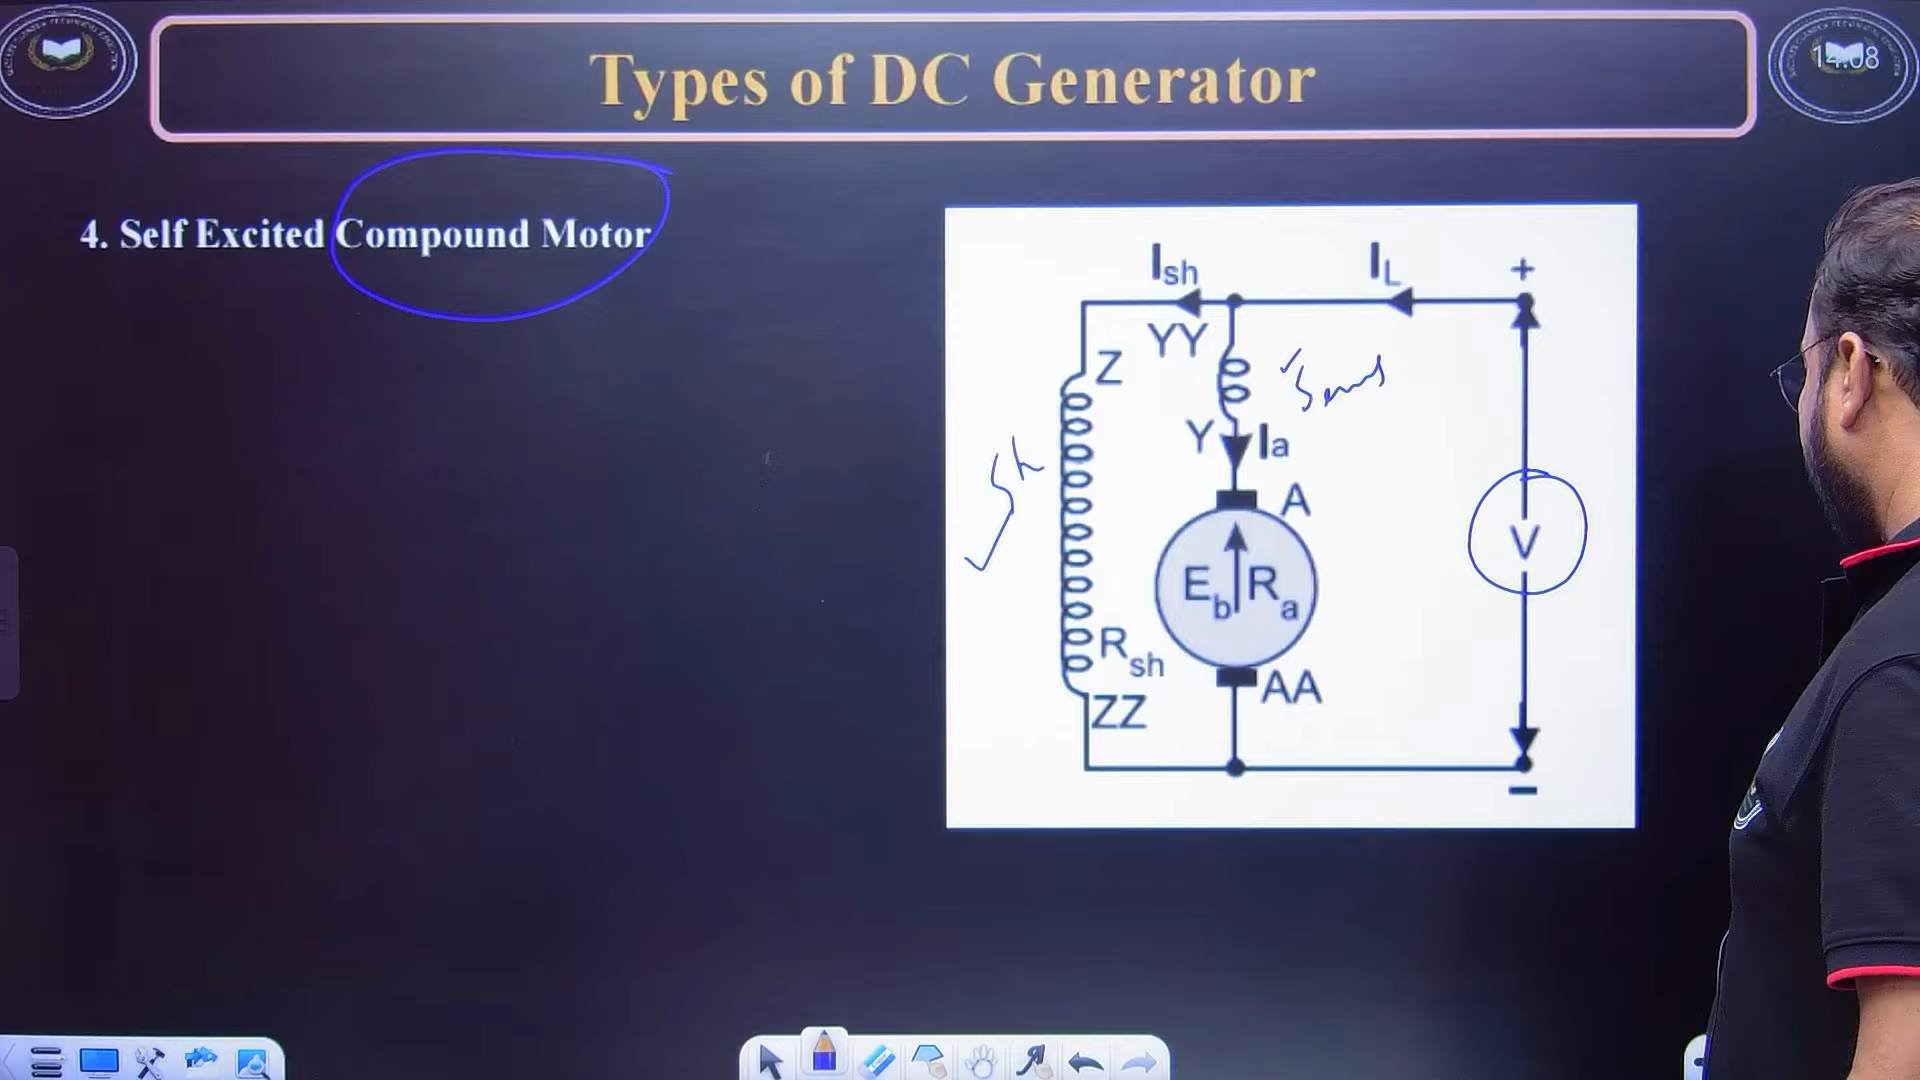 Types of DC Generator
14:08
4. Self Excited Compound Motor
Ish
IL
+
YY
Z
Series
Y
Ia
Sh
A
V
Eb
Ra
Rsh
AA
ZZ
−